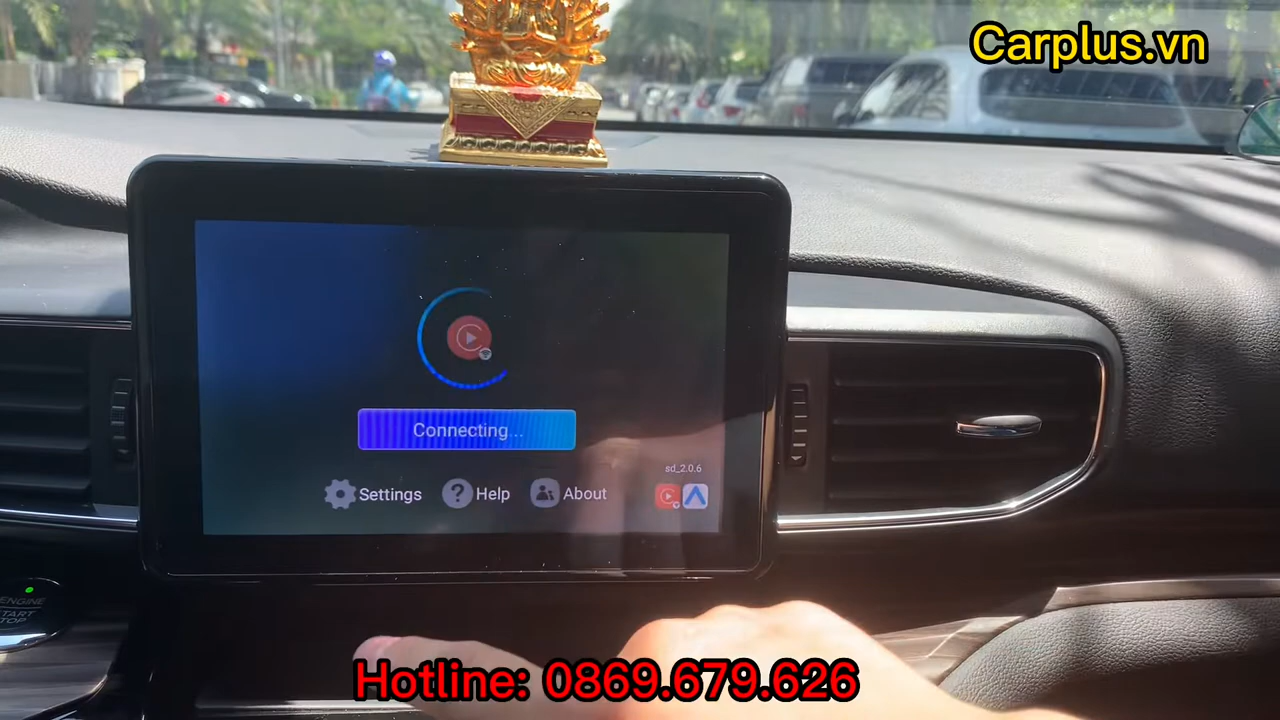 Carplus.vn
Connecting...
sd_2.0.6
Settings
Help
About
ENGINE
START
STOP
Hotline: 0869.679.626